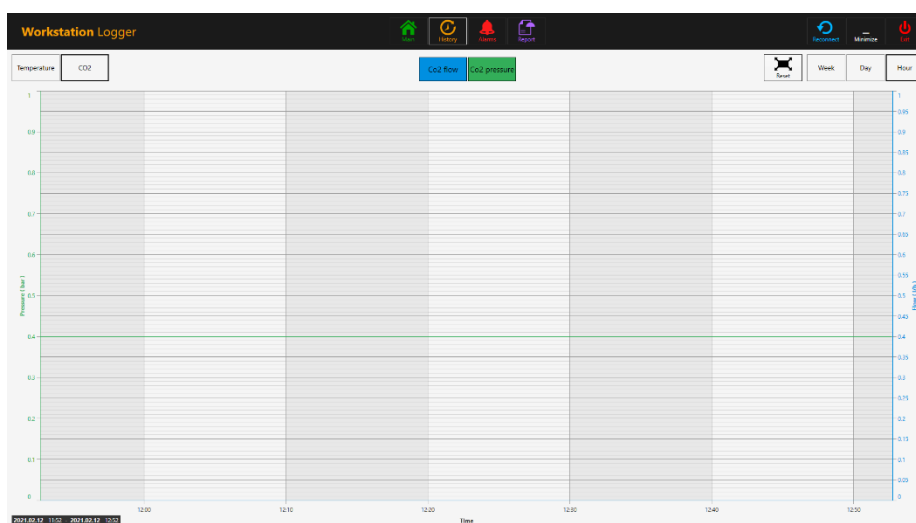 Workstation Logger
Main
History
Alarms
Report
Reconnect
Minimize
Exit
Temperature
CO2
Co2 flow
Co2 pressure
Reset
Week
Day
Hour
1
0.9
0.8
0.7
0.6
0.5
0.4
0.3
0.2
0.1
0
Pressure ( bar )
1
0.95
0.9
0.85
0.8
0.75
0.7
0.65
0.6
0.55
0.5
0.45
0.4
0.35
0.3
0.25
0.2
0.15
0.1
0.05
0
12:00
12:10
12:20
12:30
12:40
12:50
2021.02.12 11:52 - 2021.02.12 12:52
Time